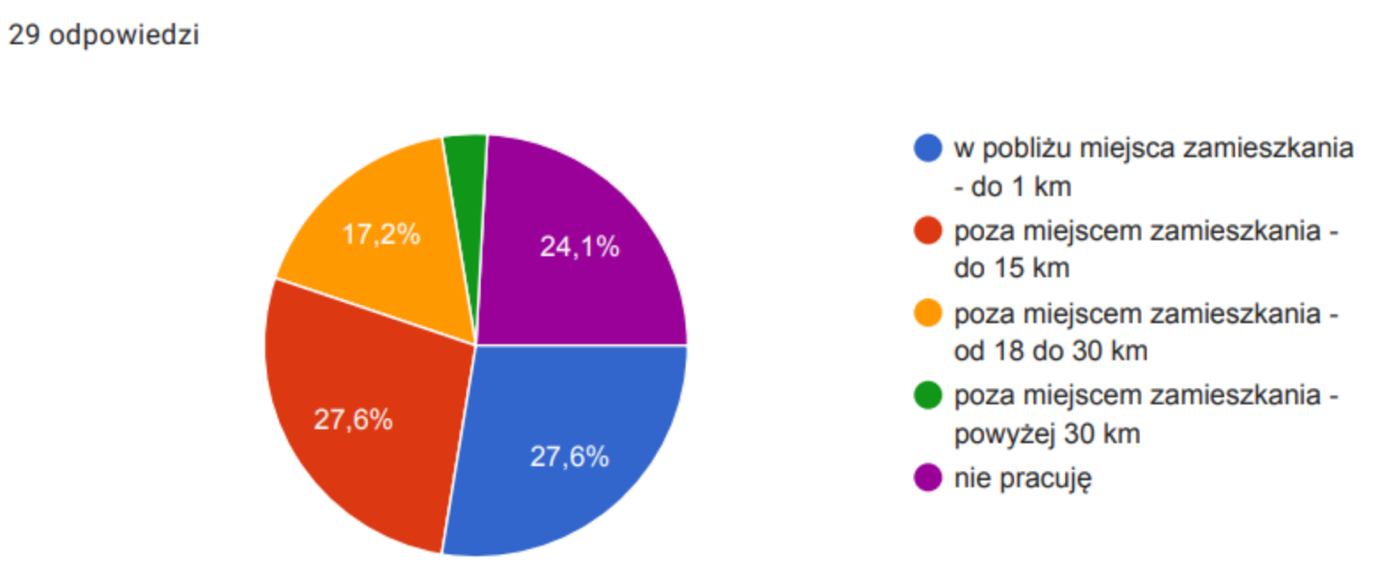 29 odpowiedzi
17,2%
24,1%
27,6%
27,6%
w pobliżu miejsca zamieszkania
- do 1 km
poza miejscem zamieszkania -
do 15 km
poza miejscem zamieszkania -
od 18 do 30 km
poza miejscem zamieszkania -
powyżej 30 km
nie pracuję